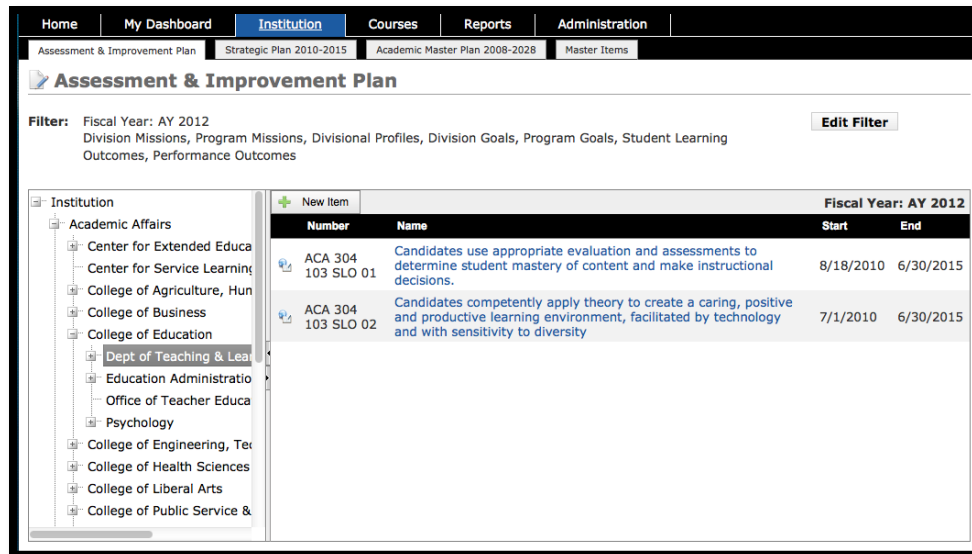 Home My Dashboard Institution Courses Reports Administration
Assessment & Improvement Plan Strategic Plan 2010-2015 Academic Master Plan 2008-2028 Master Items
Assessment & Improvement Plan
Filter: Fiscal Year: AY 2012 Edit Filter
Division Missions, Program Missions, Divisional Profiles, Division Goals, Program Goals, Student Learning
Outcomes, Performance Outcomes
Institution
Academic Affairs
Center for Extended Educa
Center for Service Learning
College of Agriculture, Hum
College of Business
College of Education
Dept of Teaching & Lear
Education Administratio
Office of Teacher Educa
Psychology
College of Engineering, Tec
College of Health Sciences
College of Liberal Arts
College of Public Service &
New Item Fiscal Year: AY 2012
Number Name Start End
ACA 304
103 SLO 01
Candidates use appropriate evaluation and assessments to
determine student mastery of content and make instructional
decisions.
8/18/2010 6/30/2015
ACA 304
103 SLO 02
Candidates competently apply theory to create a caring, positive
and productive learning environment, facilitated by technology
and with sensitivity to diversity
7/1/2010 6/30/2015